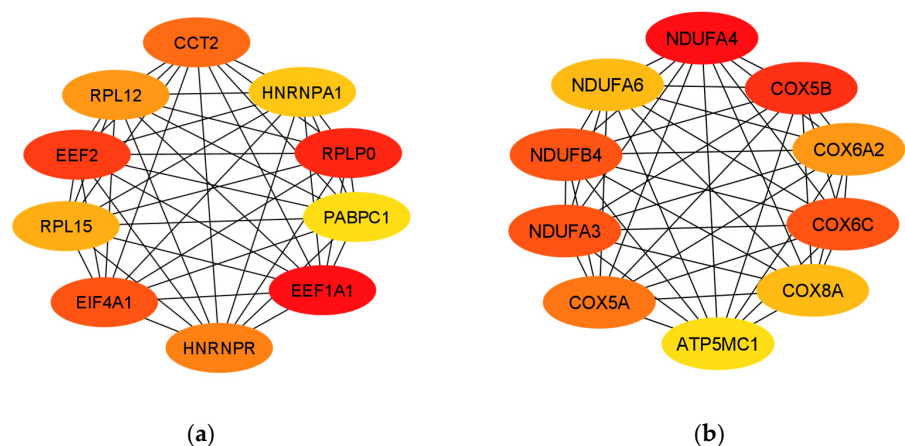 CCT2
RPL12
HNRNPA1
EEF2
RPLP0
RPL15
PABPC1
EIF4A1
EEF1A1
HNRNPR
(a)
NDUFA4
NDUFA6
COX5B
NDUFB4
COX6A2
NDUFA3
COX6C
COX5A
COX8A
ATP5MC1
(b)